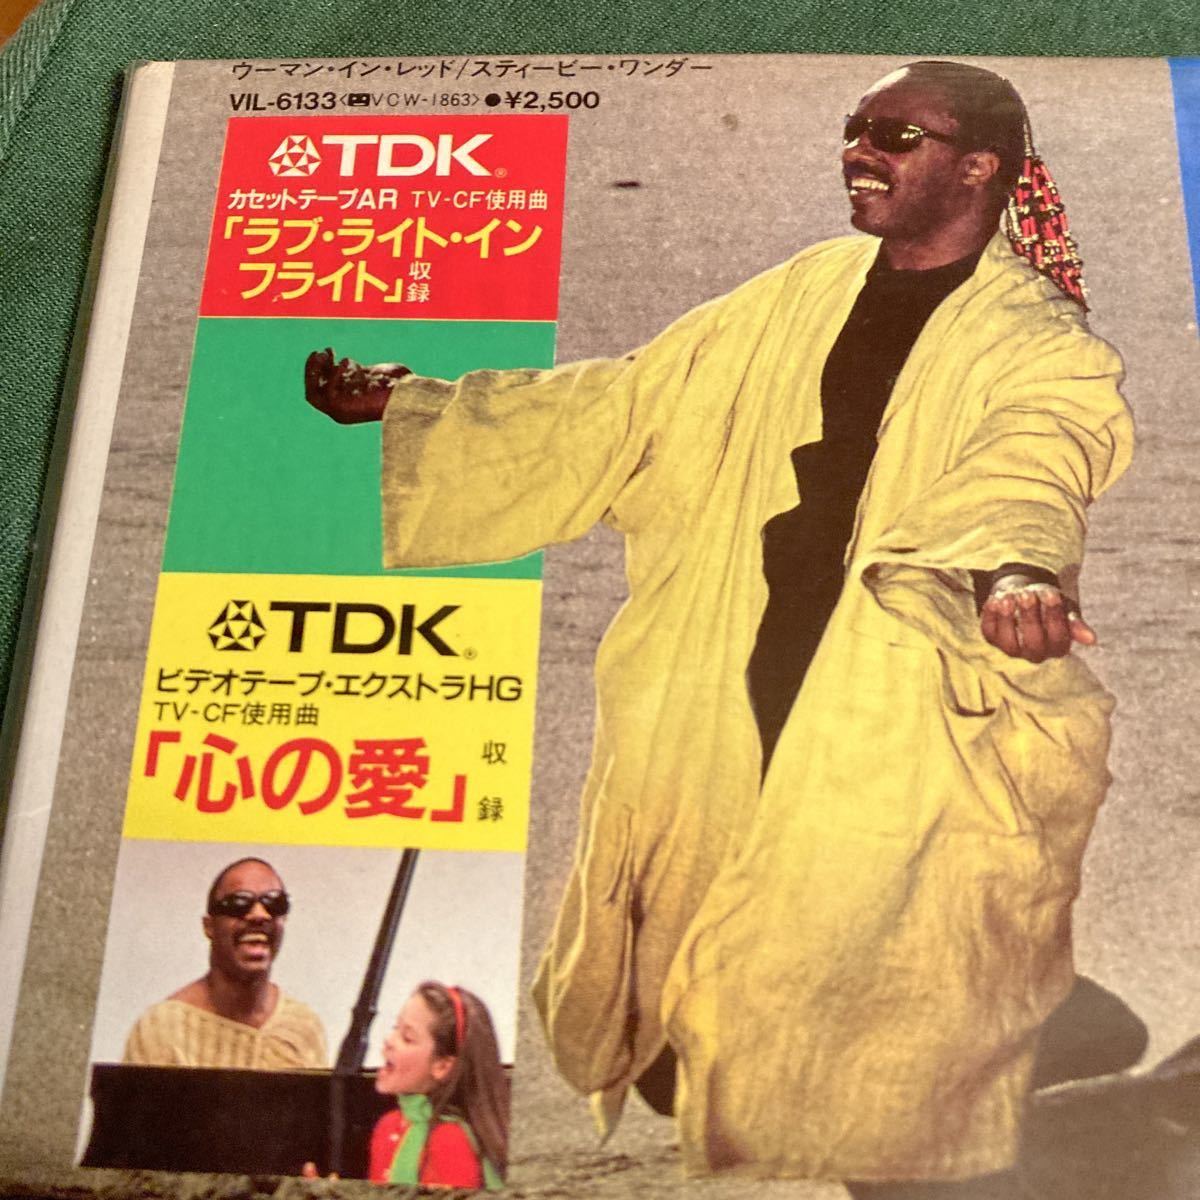 ウーマン・イン・レッド/スティービー・ワンダー
VIL-6133〈VCW-1863〉●¥2,500
TDK®
カセットテープAR TV-CF使用曲
「ラブ・ライト・イン
フライト」収録
TDK®
ビデオテープ・エクストラHG
TV-CF使用曲
「心の愛」収録